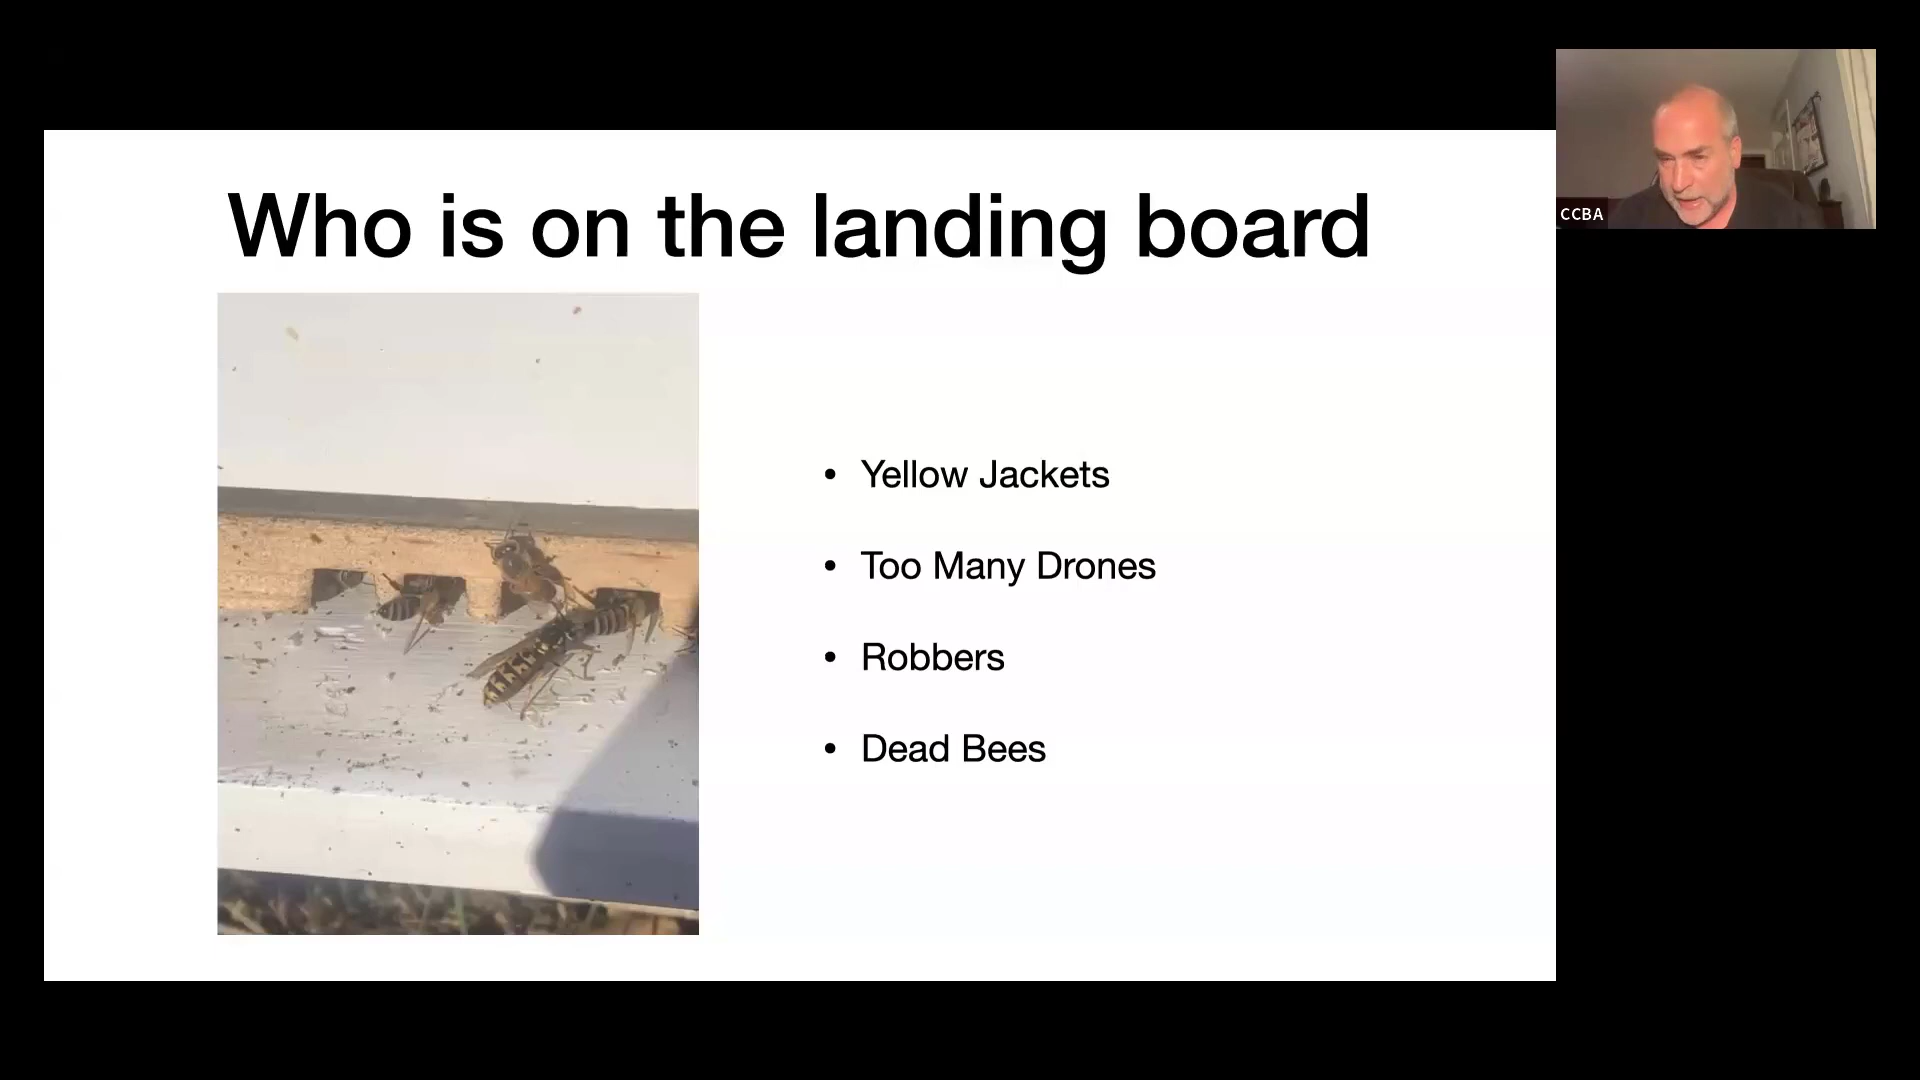 Who is on the landing board
CCBA
• Yellow Jackets
• Too Many Drones
• Robbers
• Dead Bees